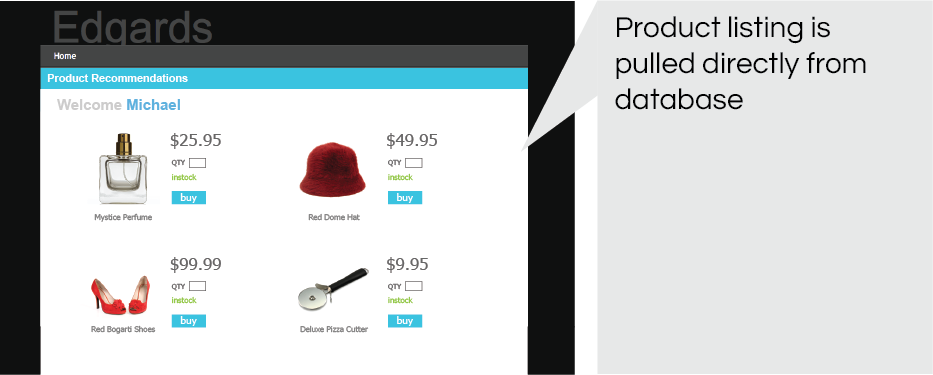 Edgards
Home
Product Recommendations
Welcome Michael
$25.95
QTY
instock
buy
Mystice Perfume
$49.95
QTY
instock
buy
Red Dome Hat
$99.99
QTY
instock
buy
Red Bogarti Shoes
$9.95
QTY
instock
buy
Deluxe Pizza Cutter
Product listing is
pulled directly from
database